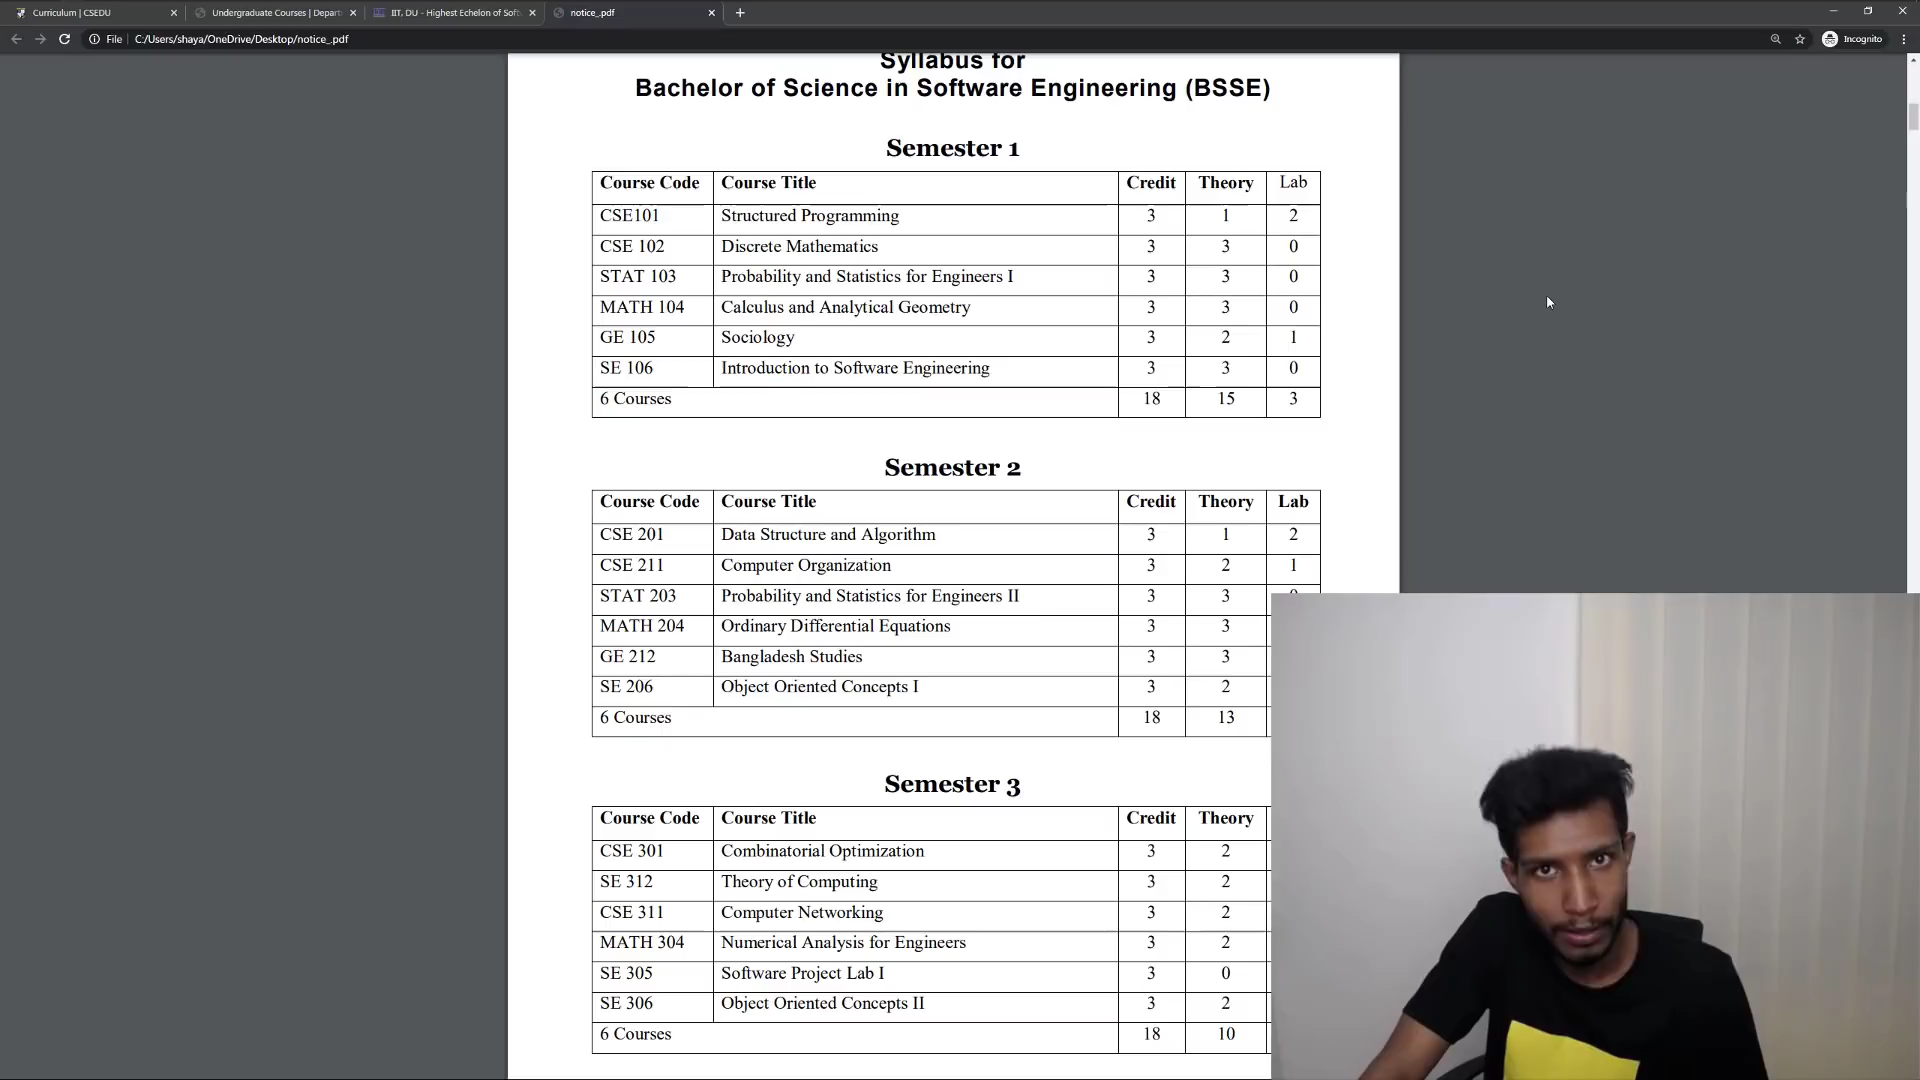 Curriculum | CSEDU
Undergraduate Courses | Depart
IIT, DU - Highest Echelon of Soft
notice_.pdf
File
C:/Users/shaya/OneDrive/Desktop/notice_.pdf
Incognito
Syllabus for
Bachelor of Science in Software Engineering (BSSE)
Semester 1
Course Code Course Title Credit Theory Lab
CSE101 Structured Programming 3 1 2
CSE 102 Discrete Mathematics 3 3 0
STAT 103 Probability and Statistics for Engineers I 3 3 0
MATH 104 Calculus and Analytical Geometry 3 3 0
GE 105 Sociology 3 2 1
SE 106 Introduction to Software Engineering 3 3 0
6 Courses 18 15 3
Semester 2
Course Code Course Title Credit Theory Lab
CSE 201 Data Structure and Algorithm 3 1 2
CSE 211 Computer Organization 3 2 1
STAT 203 Probability and Statistics for Engineers II 3 3
MATH 204 Ordinary Differential Equations 3 3
GE 212 Bangladesh Studies 3 3
SE 206 Object Oriented Concepts I 3 2
6 Courses 18 13
Semester 3
Course Code Course Title Credit Theory
CSE 301 Combinatorial Optimization 3 2
SE 312 Theory of Computing 3 2
CSE 311 Computer Networking 3 2
MATH 304 Numerical Analysis for Engineers 3 2
SE 305 Software Project Lab I 3 0
SE 306 Object Oriented Concepts II 3 2
6 Courses 18 10